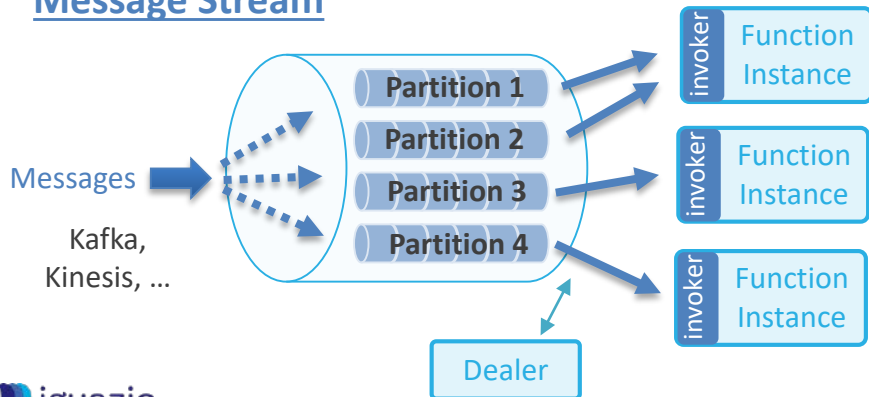 Message Stream
Messages
Kafka,
Kinesis, ...
Partition 1
Partition 2
Partition 3
Partition 4
invoker
Function
Instance
invoker
Function
Instance
invoker
Function
Instance
Dealer
iguazio